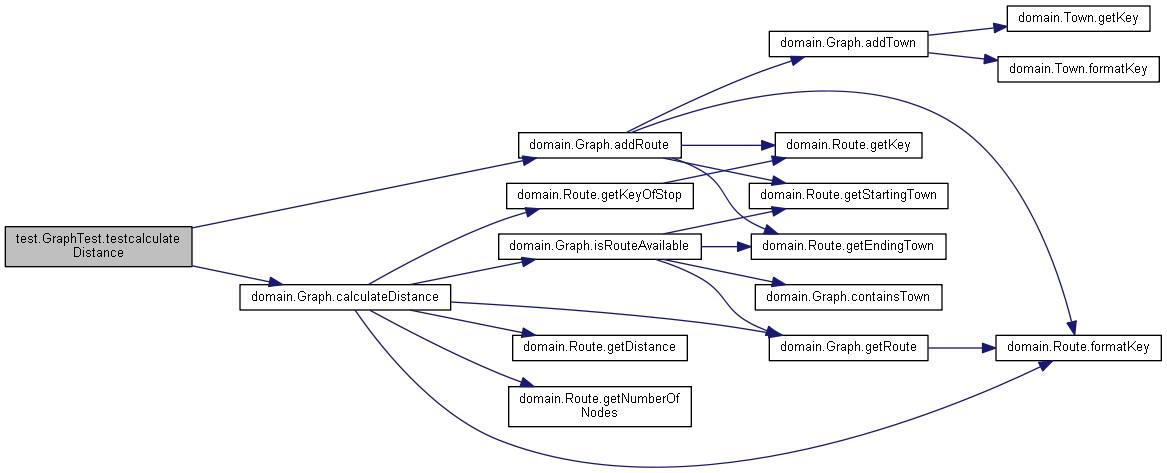 domain.Town.getKey
domain.Graph.addTown
domain.Town.formatKey
domain.Graph.addRoute
domain.Route.getKey
domain.Route.getKeyOfStop
domain.Route.getStartingTown
test.GraphTest.testcalculate
Distance
domain.Graph.isRouteAvailable
domain.Route.getEndingTown
domain.Graph.calculateDistance
domain.Graph.containsTown
domain.Route.getDistance
domain.Graph.getRoute
domain.Route.formatKey
domain.Route.getNumberOf
Nodes